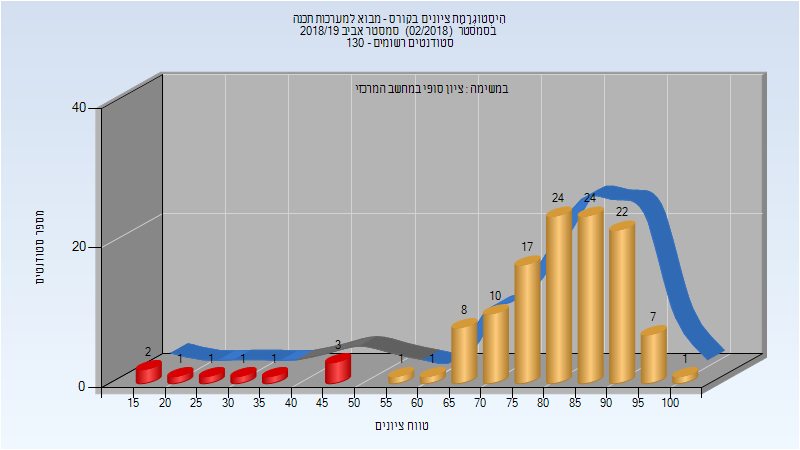 היסטוגרמת ציונים בקורס - מבוא למערכות תכנה
בסמסטר (02/2018) סמסטר אביב 2018/19
סטודנטים רשומים - 130
במשימה : ציון סופי במחשב המרכזי
מספר סטודנטים
40
20
0
2
1
1
1
1
3
1
1
8
10
17
24
24
22
7
1
15 20 25 30 35 40 45 50 55 60 65 70 75 80 85 90 95 100
טווח ציונים